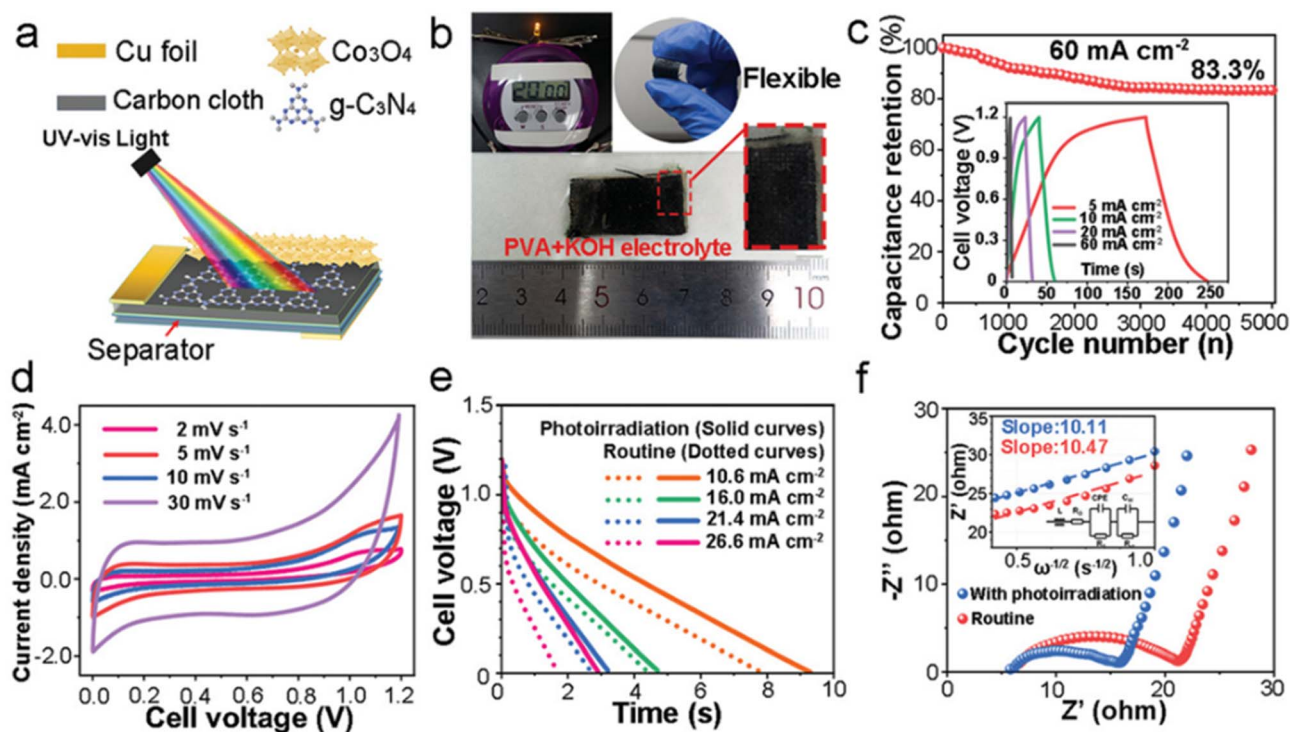 a
Cu foil
Co₃O₄
Carbon cloth
g-C₃N₄
UV-vis Light
Separator
b
20:00
Flexible
PVA+KOH electrolyte
mm
2 3 4 5 6 7 8 9 10
c
60 mA cm⁻²
83.3%
Capacitance retention (%)
100
80
60
40
20
0
0 1000 2000 3000 4000 5000
Cycle number (n)
Cell voltage (V)
1.2
0.9
0.6
0.3
0
5 mA cm⁻²
10 mA cm⁻²
20 mA cm⁻²
60 mA cm⁻²
Time (s)
0 50 100 150 200 250
d
Current density (mA cm⁻²)
4.0
2.0
0.0
-2.0
2 mV s⁻¹
5 mV s⁻¹
10 mV s⁻¹
30 mV s⁻¹
0.0 0.2 0.4 0.6 0.8 1.0 1.2
Cell voltage (V)
e
Cell voltage (V)
1.5
1.0
0.5
0.0
Photoirradiation (Solid curves)
Routine (Dotted curves)
10.6 mA cm⁻²
16.0 mA cm⁻²
21.4 mA cm⁻²
26.6 mA cm⁻²
0 2 4 6 8 10
Time (s)
f
-Z'' (ohm)
30
20
10
0
Slope:10.11
Slope:10.47
Z' (ohm)
35
30
25
20
L
CPE
0.5 1.0
ω⁻¹/² (s⁻¹/²)
With photoirradiation
Routine
0 10 20 30
Z' (ohm)